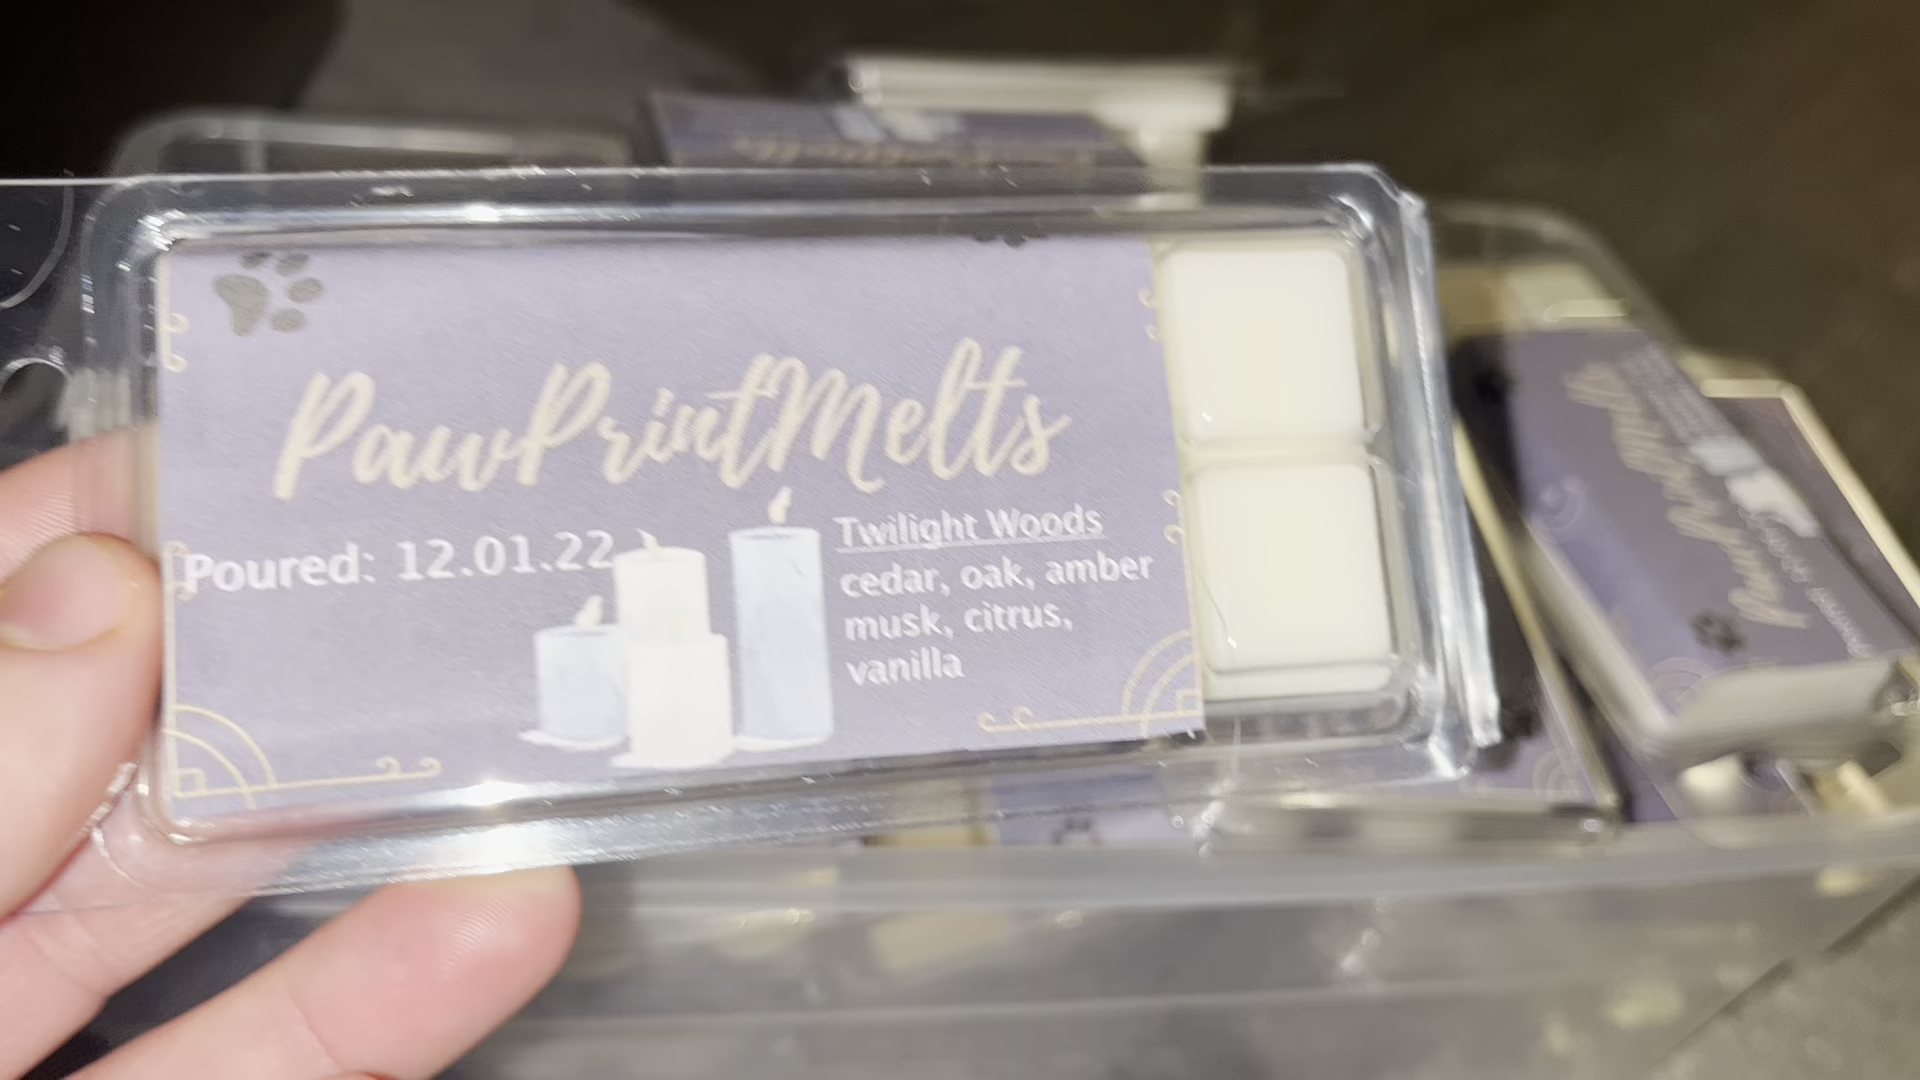 PawPrintMelts
Poured: 12.01.22
Twilight Woods
cedar, oak, amber
musk, citrus,
vanilla